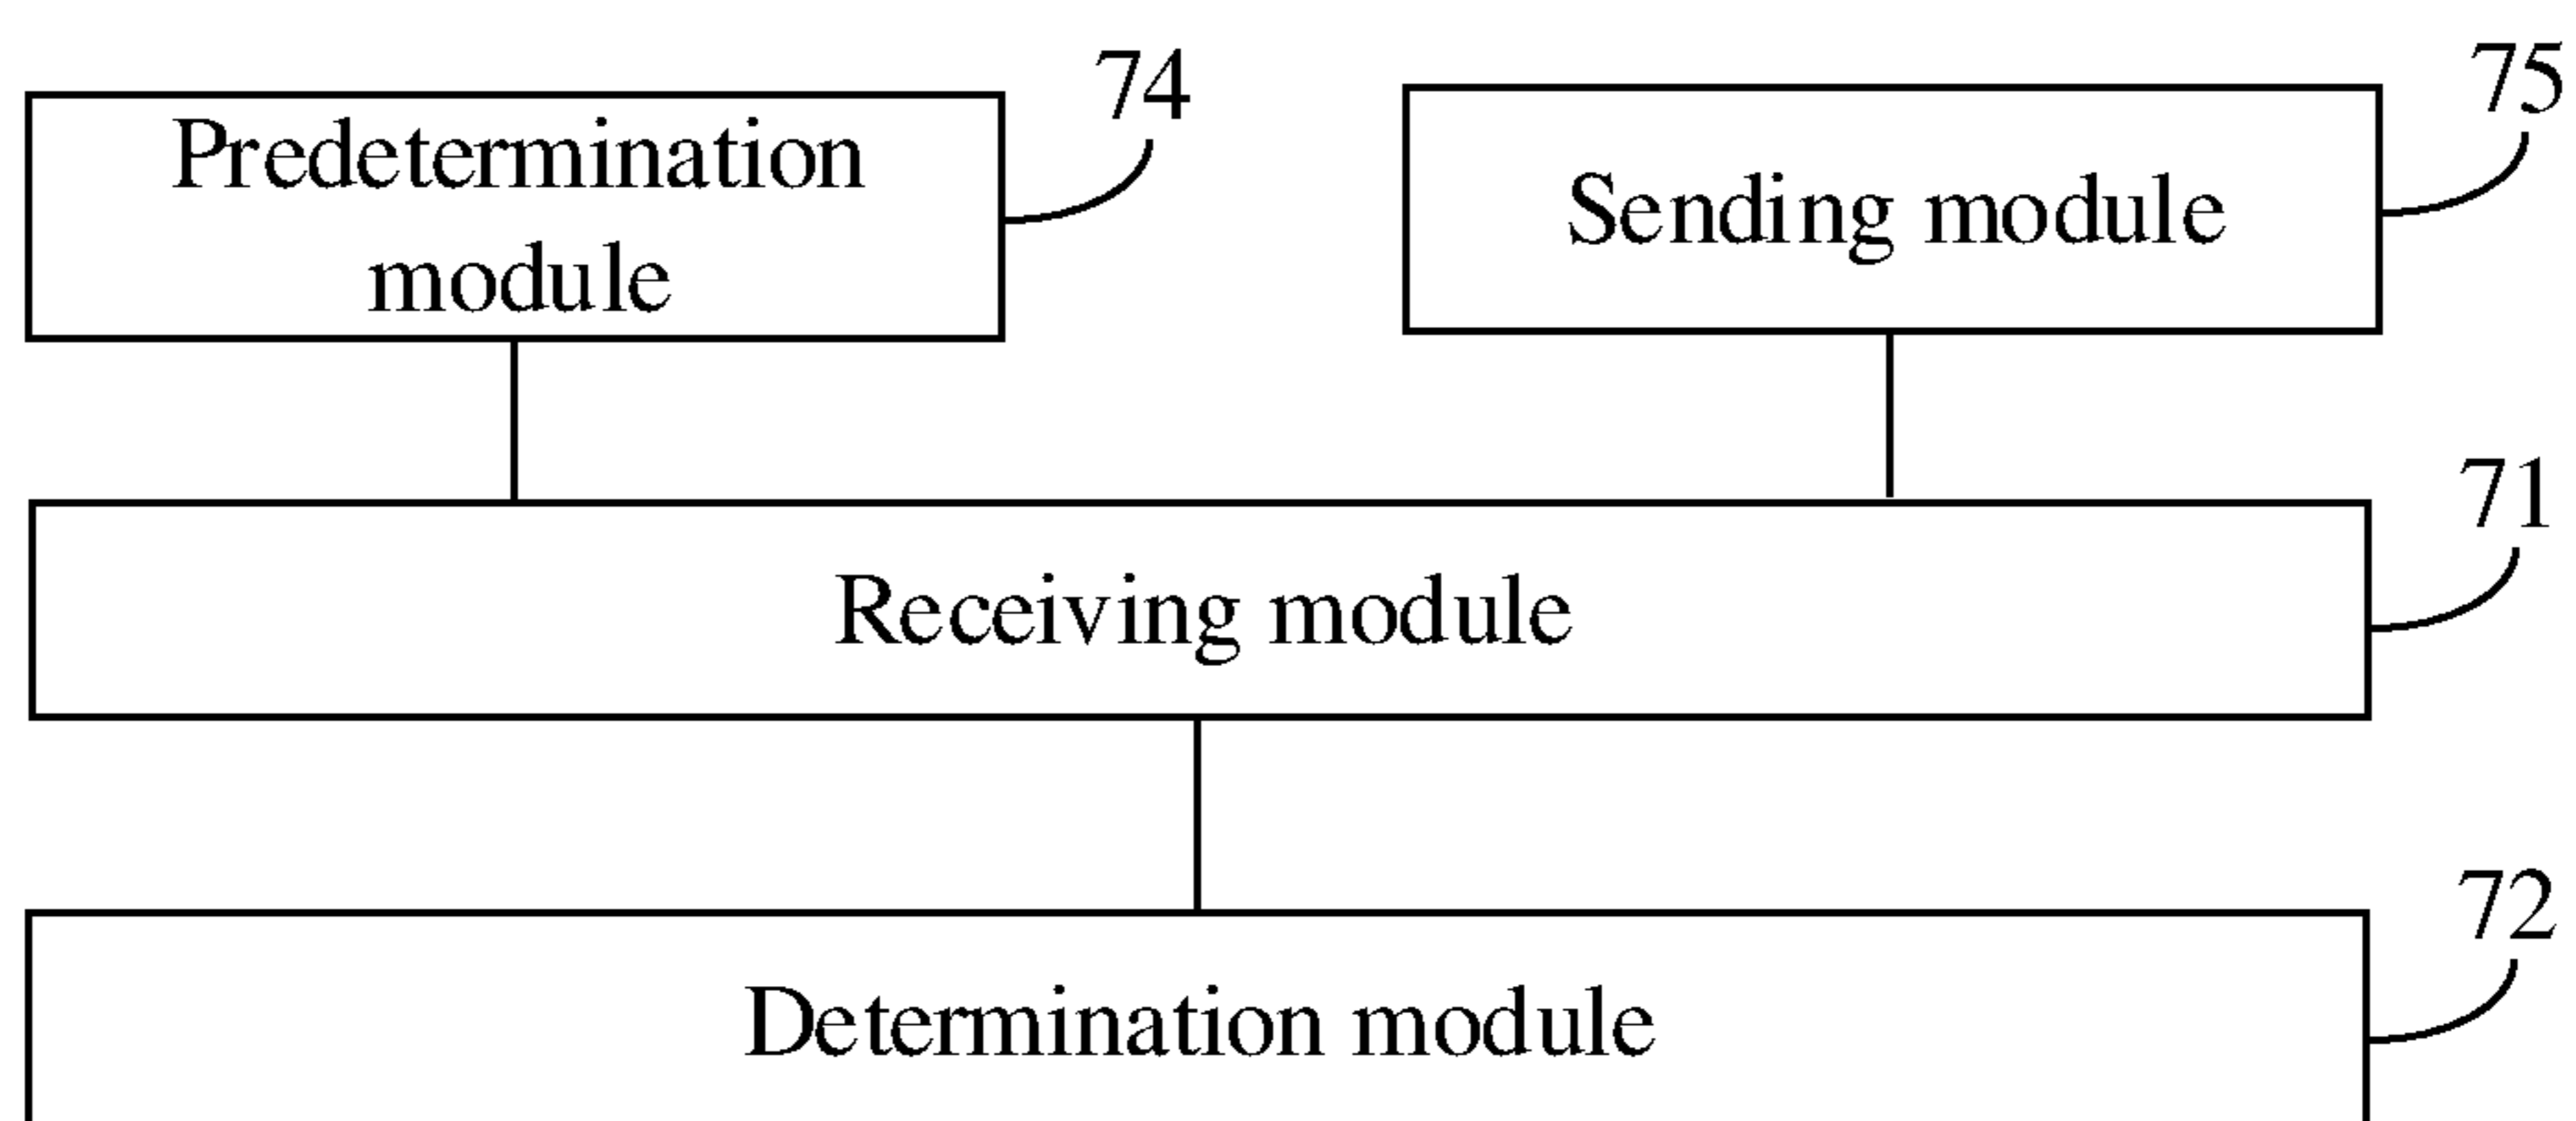 74
Predetermination
module
75
Sending module
71
Receiving module
72
Determination module